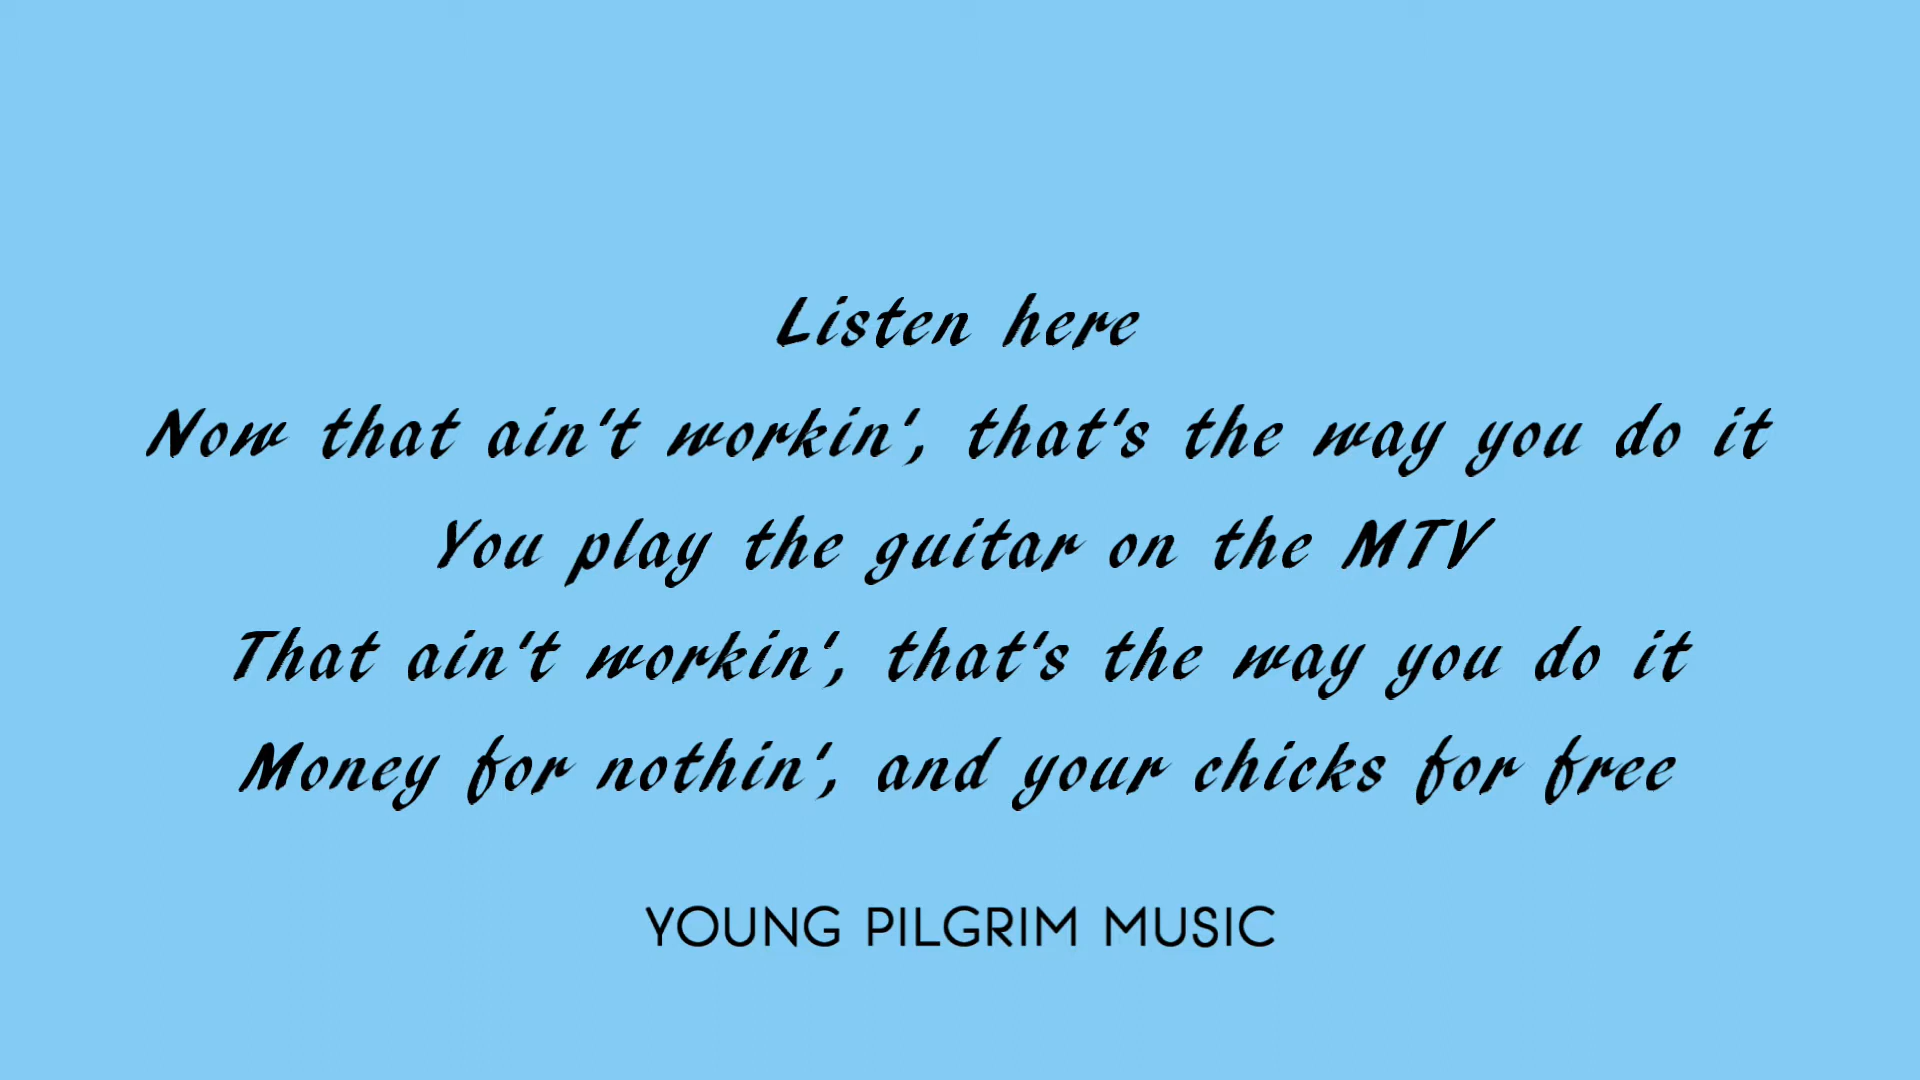 Listen here
Now that ain't workin', that's the way you do it
You play the guitar on the MTV
That ain't workin', that's the way you do it
Money for nothin', and your chicks for free
YOUNG PILGRIM MUSIC